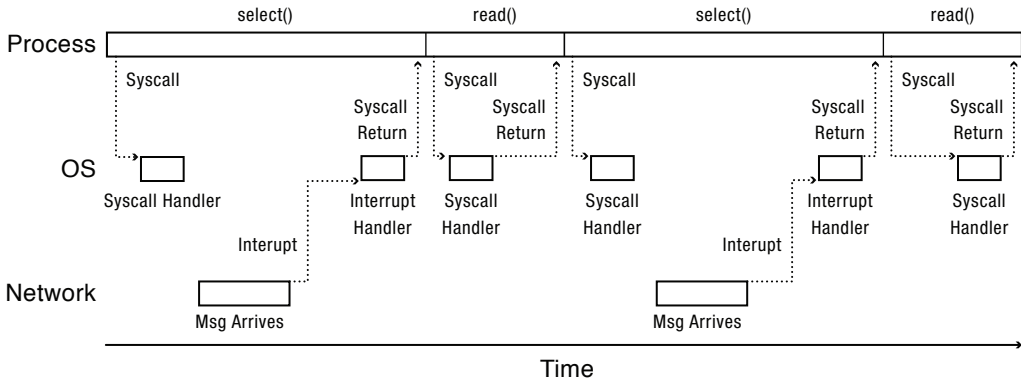 select() read() select() read()
Process
Syscall Syscall Syscall Syscall
Syscall Syscall Syscall Syscall
Return Return Return Return
OS
Syscall Handler Interrupt Syscall Syscall Interrupt Syscall
Handler Handler Handler Handler Handler
Interupt Interupt
Network
Msg Arrives Msg Arrives
Time